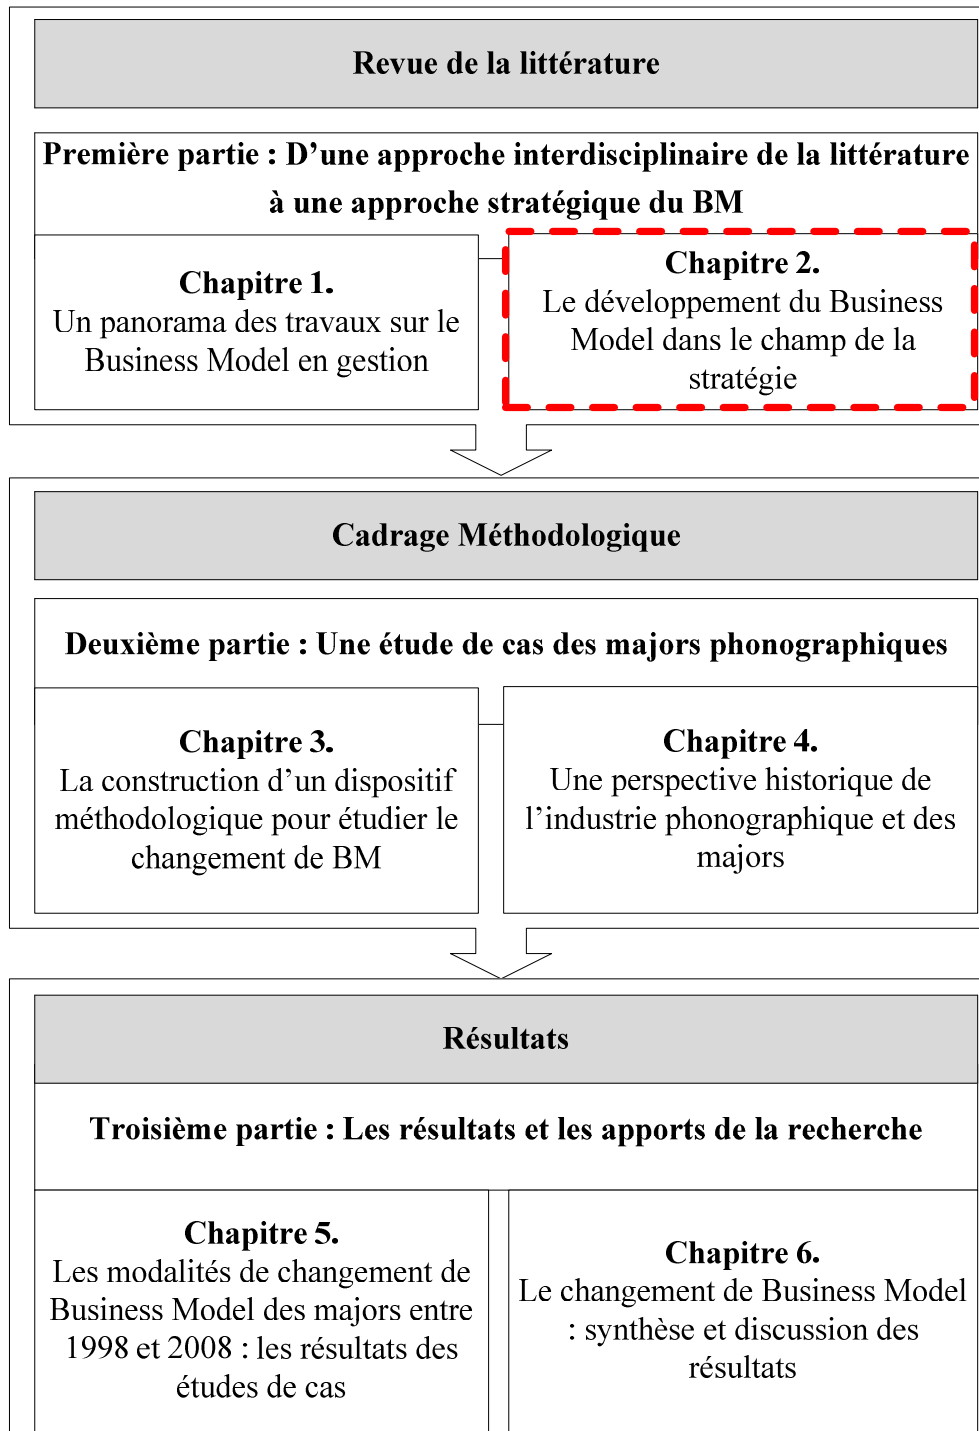 Revue de la littérature
Première partie : D’une approche interdisciplinaire de la littérature
à une approche stratégique du BM
Chapitre 1.
Un panorama des travaux sur le
Business Model en gestion
Chapitre 2.
Le développement du Business
Model dans le champ de la
stratégie
Cadrage Méthodologique
Deuxième partie : Une étude de cas des majors phonographiques
Chapitre 3.
La construction d’un dispositif
méthodologique pour étudier le
changement de BM
Chapitre 4.
Une perspective historique de
l’industrie phonographique et des
majors
Résultats
Troisième partie : Les résultats et les apports de la recherche
Chapitre 5.
Les modalités de changement de
Business Model des majors entre
1998 et 2008 : les résultats des
études de cas
Chapitre 6.
Le changement de Business Model
: synthèse et discussion des
résultats